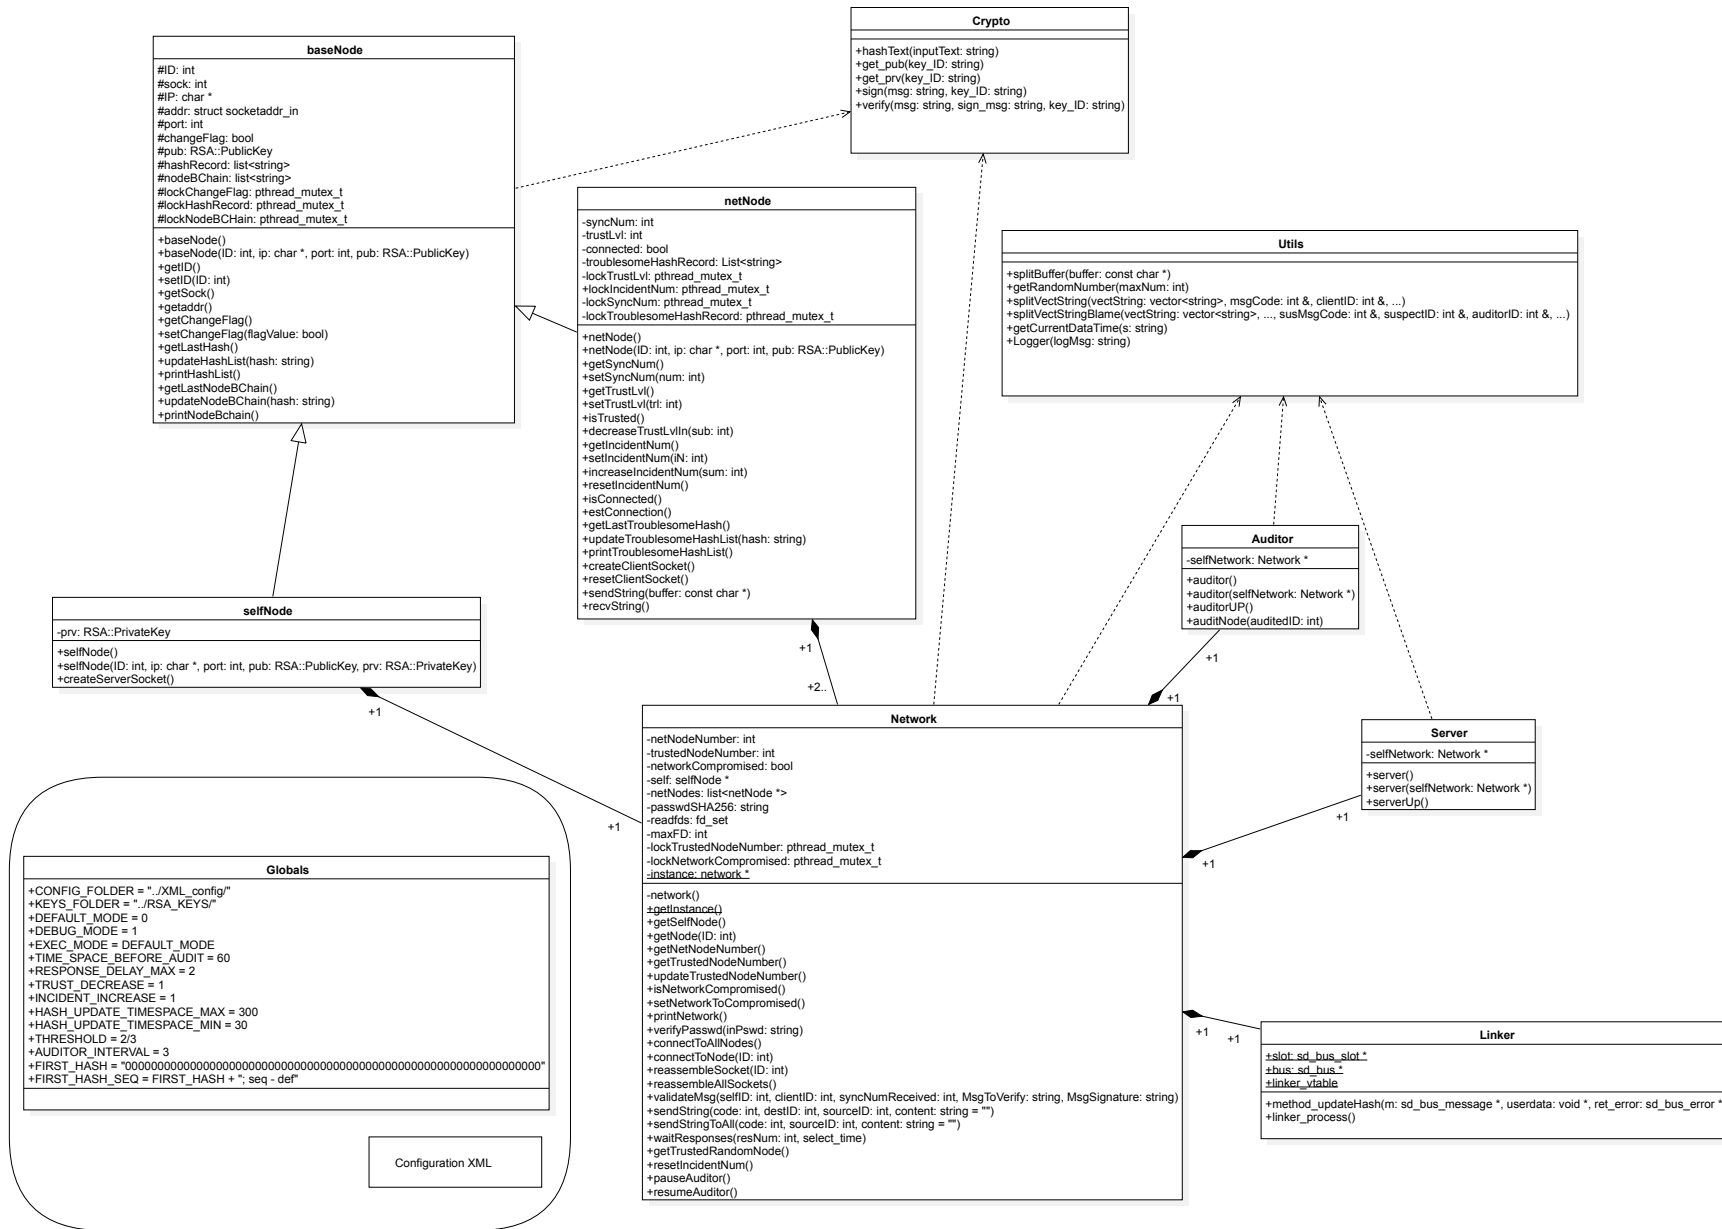 Crypto
+hashText(inputText: string)
+get_pub(key_ID: string)
+get_prv(key_ID: string)
+sign(msg: string, key_ID: string)
+verify(msg: string, sign_msg: string, key_ID: string)
baseNode
#ID: int
#sock: int
#IP: char *
#addr: struct socketaddr_in
#port: int
#changeFlag: bool
#pub: RSA::PublicKey
#hashRecord: list<string>
#nodeBChain: list<string>
#lockChangeFlag: pthread_mutex_t
#lockHashRecord: pthread_mutex_t
#lockNodeBCHain: pthread_mutex_t
+baseNode()
+baseNode(ID: int, ip: char *, port: int, pub: RSA::PublicKey)
+getID()
+setID(ID: int)
+getSock()
+getaddr()
+getChangeFlag()
+setChangeFlag(flagValue: bool)
+getLastHash()
+updateHashList(hash: string)
+printHashList()
+getLastNodeBChain()
+updateNodeBChain(hash: string)
+printNodeBchain()
netNode
-syncNum: int
-trustLvl: int
-connected: bool
-troublesomeHashRecord: List<string>
-lockTrustLvl: pthread_mutex_t
+lockIncidentNum: pthread_mutex_t
-lockSyncNum: pthread_mutex_t
-lockTroublesomeHashRecord: pthread_mutex_t
+netNode()
+netNode(ID: int, ip: char *, port: int, pub: RSA::PublicKey)
+getSyncNum()
+setSyncNum(num: int)
+getTrustLvl()
+setTrustLvl(trl: int)
+isTrusted()
+decreaseTrustLvlIn(sub: int)
+getIncidentNum()
+setIncidentNum(iN: int)
+increaseIncidentNum(sum: int)
+resetIncidentNum()
+isConnected()
+estConnection()
+getLastTroublesomeHash()
+updateTroublesomeHashList(hash: string)
+printTroublesomeHashList()
+createClientSocket()
+resetClientSocket()
+sendString(buffer: const char *)
+recvString()
Utils
+splitBuffer(buffer: const char *)
+getRandomNumber(maxNum: int)
+splitVectString(vectString: vector<string>, msgCode: int &, clientID: int &, ...)
+splitVectStringBlame(vectString: vector<string>, ..., susMsgCode: int &, suspectID: int &, auditorID: int &, ...)
+getCurrentDataTime(s: string)
+Logger(logMsg: string)
Auditor
-selfNetwork: Network *
+auditor()
+auditor(selfNetwork: Network *)
+auditorUP()
+auditNode(auditedID: int)
selfNode
-prv: RSA::PrivateKey
+selfNode()
+selfNode(ID: int, ip: char *, port: int, pub: RSA::PublicKey, prv: RSA::PrivateKey)
+createServerSocket()
+1
+2..
+1
+1
+1
+1
Network
-netNodeNumber: int
-trustedNodeNumber: int
-networkCompromised: bool
-self: selfNode *
-netNodes: list<netNode *>
-passwdSHA256: string
-readfds: fd_set
-maxFD: int
-lockTrustedNodeNumber: pthread_mutex_t
-lockNetworkCompromised: pthread_mutex_t
-instance: network *
-network()
+getInstance()
+getSelfNode()
+getNode(ID: int)
+getNetNodeNumber()
+getTrustedNodeNumber()
+updateTrustedNodeNumber()
+isNetworkCompromised()
+setNetworkToCompromised()
+printNetwork()
+verifyPasswd(inPswd: string)
+connectToAllNodes()
+connectToNode(ID: int)
+reassembleSocket(ID: int)
+reassembleAllSockets()
+validateMsg(selfID: int, clientID: int, syncNumReceived: int, MsgToVerify: string, MsgSignature: string)
+sendString(code: int, destID: int, sourceID: int, content: string = "")
+sendStringToAll(code: int, sourceID: int, content: string = "")
+waitResponses(resNum: int, select_time)
+getTrustedRandomNode()
+resetIncidentNum()
+pauseAuditor()
+resumeAuditor()
Server
-selfNetwork: Network *
+server()
+server(selfNetwork: Network *)
+serverUp()
+1
+1
Globals
+CONFIG_FOLDER = "../XML_config/"
+KEYS_FOLDER = "../RSA_KEYS/"
+DEFAULT_MODE = 0
+DEBUG_MODE = 1
+EXEC_MODE = DEFAULT_MODE
+TIME_SPACE_BEFORE_AUDIT = 60
+RESPONSE_DELAY_MAX = 2
+TRUST_DECREASE = 1
+INCIDENT_INCREASE = 1
+HASH_UPDATE_TIMESPACE_MAX = 300
+HASH_UPDATE_TIMESPACE_MIN = 30
+THRESHOLD = 2/3
+AUDITOR_INTERVAL = 3
+FIRST_HASH = "0000000000000000000000000000000000000000000000000000000000000000"
+FIRST_HASH_SEQ = FIRST_HASH + "; seq - def"
Configuration XML
+1
+1
Linker
+slot: sd_bus_slot *
+bus: sd_bus *
+linker_vtable
+method_updateHash(m: sd_bus_message *, userdata: void *, ret_error: sd_bus_error *
+linker_process()